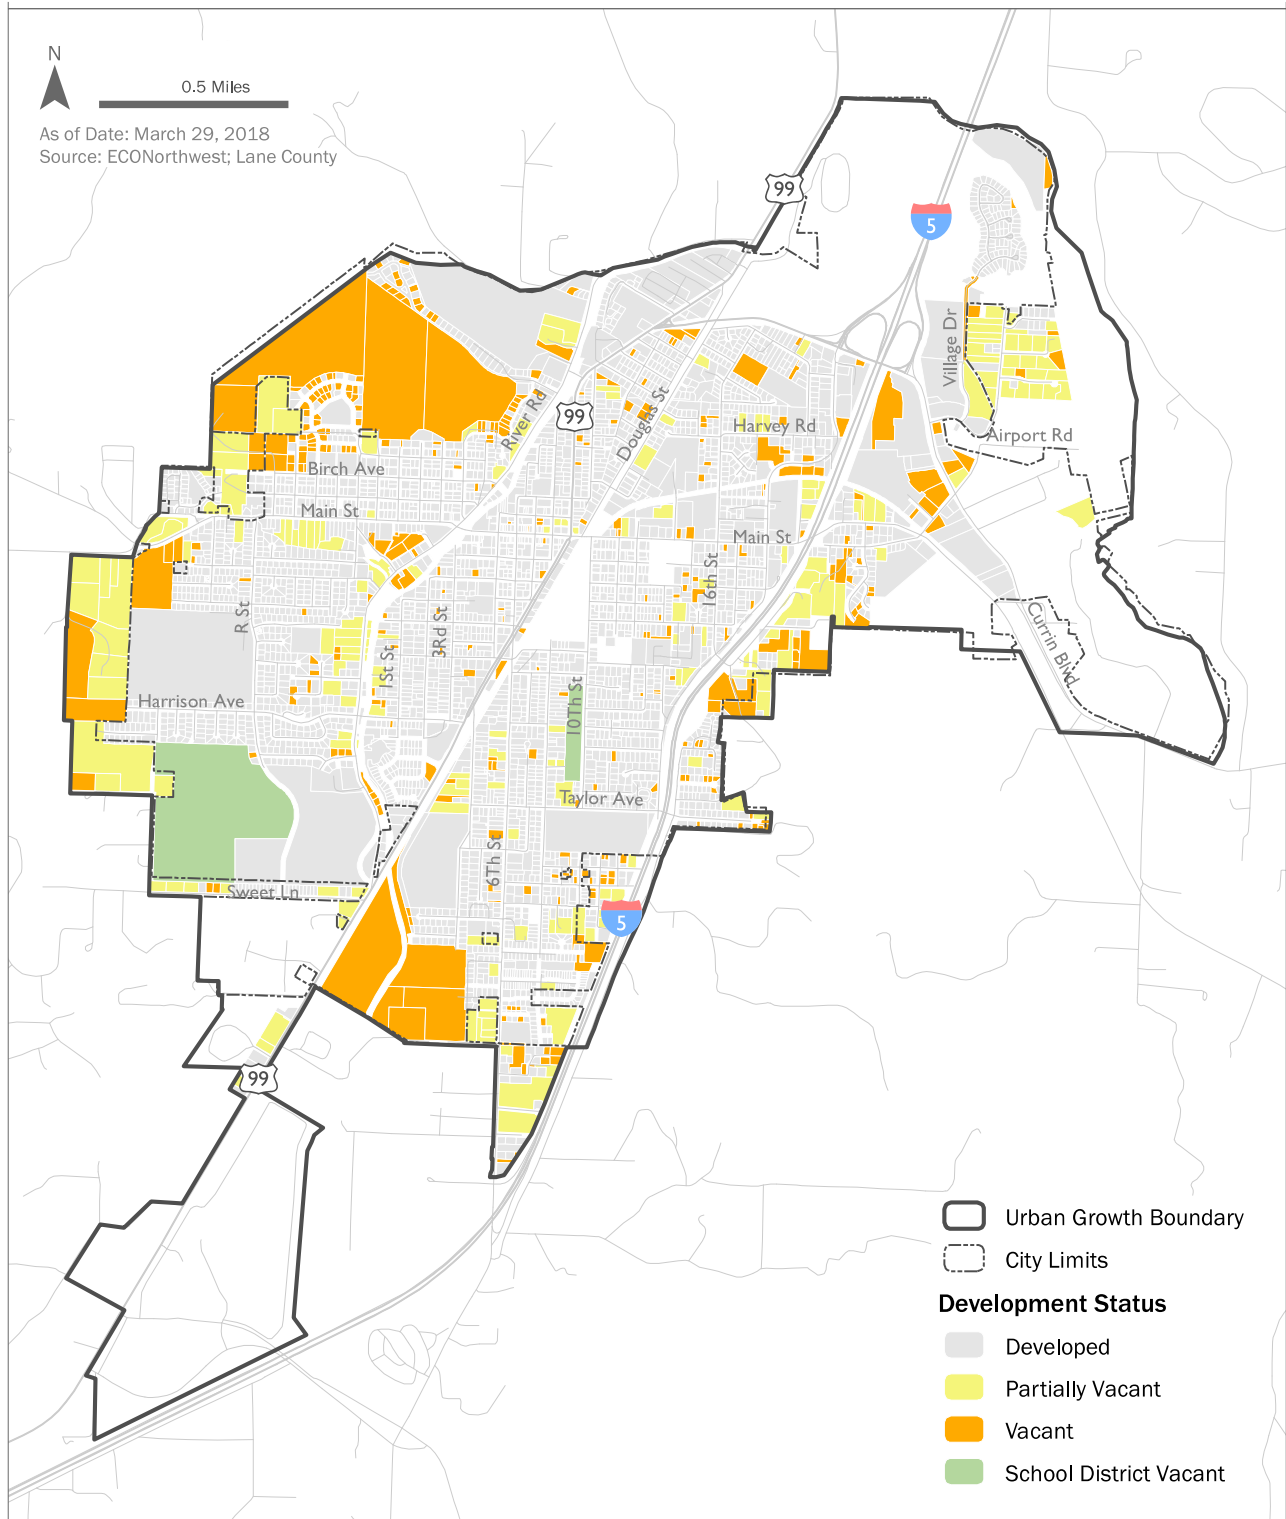 N
0.5 Miles
As of Date: March 29, 2018
Source: ECONorthwest; Lane County
99
5
Village Dr
River Rd
99
Douglas St
Harvey Rd
Airport Rd
Birch Ave
Main St
Main St
16th St
R St
3Rd St
1St St
Currin Blvd
Harrison Ave
10Th St
Taylor Ave
6Th St
Sweet Ln
5
99
Urban Growth Boundary
City Limits
Development Status
Developed
Partially Vacant
Vacant
School District Vacant